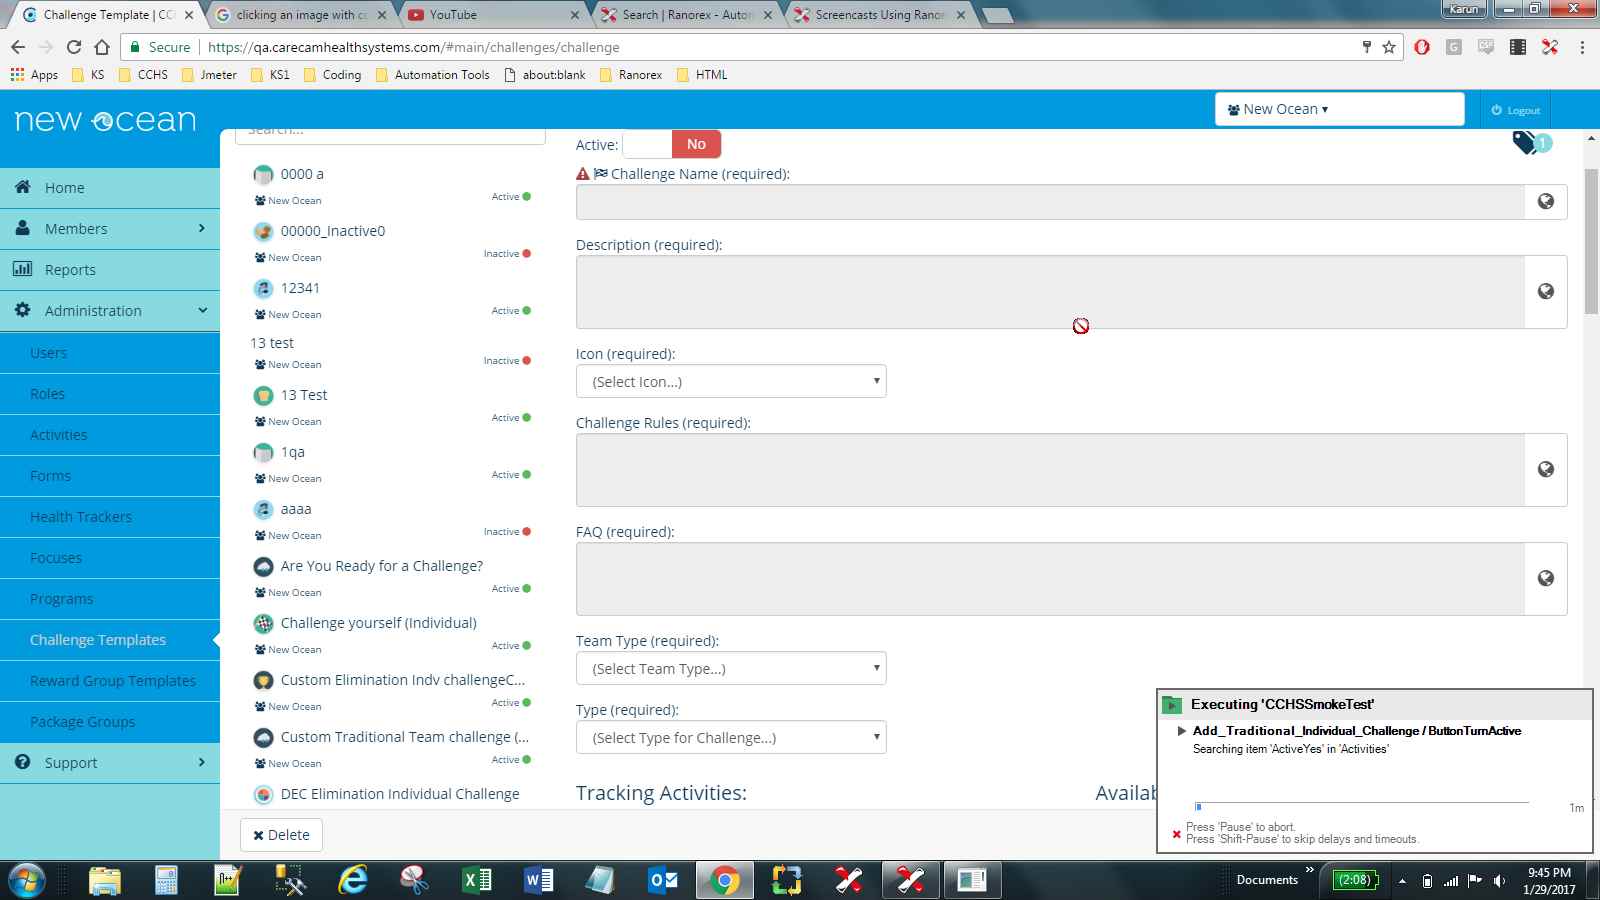 Challenge Template | CCH
clicking an image with co
YouTube
Search | Ranorex - Auton
Screencasts Using Ranor
Karun
Secure
https://qa.carecamhealthsystems.com/#main/challenges/challenge
Apps
KS
CCHS
Jmeter
KS1
Coding
Automation Tools
about:blank
Ranorex
HTML
new ocean
New Ocean
Logout
Home
Members
Reports
Administration
Users
Roles
Activities
Forms
Health Trackers
Focuses
Programs
Challenge Templates
Reward Group Templates
Package Groups
Support
Search...
0000 a
New Ocean
Active
00000_Inactive0
New Ocean
Inactive
12341
New Ocean
Active
13 test
New Ocean
Inactive
13 Test
New Ocean
Active
1qa
New Ocean
Active
aaaa
New Ocean
Inactive
Are You Ready for a Challenge?
New Ocean
Active
Challenge yourself (Individual)
New Ocean
Active
Custom Elimination Indv challengeC...
New Ocean
Active
Custom Traditional Team challenge (...
New Ocean
Active
DEC Elimination Individual Challenge
Delete
Active:
No
1
Challenge Name (required):
Description (required):
Icon (required):
(Select Icon...)
Challenge Rules (required):
FAQ (required):
Team Type (required):
(Select Team Type...)
Type (required):
(Select Type for Challenge...)
Tracking Activities:
Availab
Executing 'CCHSSmokeTest'
Add_Traditional_Individual_Challenge / ButtonTurnActive
Searching item 'ActiveYes' in 'Activities'
1m
Press 'Pause' to abort.
Press 'Shift-Pause' to skip delays and timeouts.
Documents
(2:08)
9:45 PM
1/29/2017